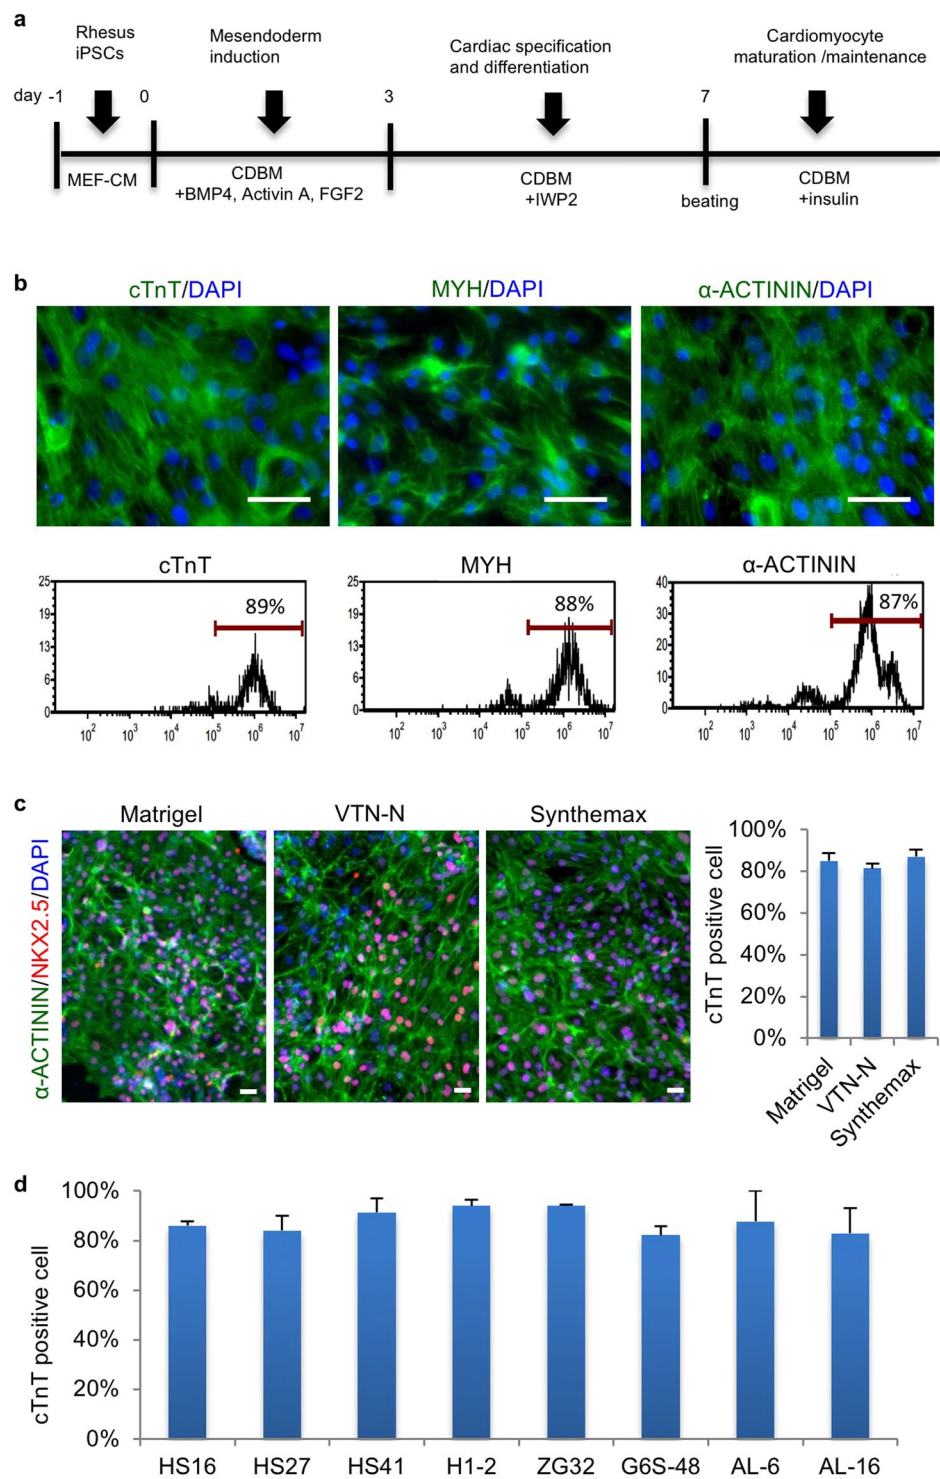 a
Rhesus
iPSCs
Mesendoderm
induction
Cardiac specification
and differentiation
Cardiomyocyte
maturation /maintenance
day -1 0 3 7
MEF-CM
CDBM
+BMP4, Activin A, FGF2
CDBM
+IWP2
beating
CDBM
+insulin
b
cTnT/DAPI MYH/DAPI α-ACTININ/DAPI
cTnT
25
19
13
6
0
89%
10² 10³ 10⁴ 10⁵ 10⁶ 10⁷
MYH
25
19
13
6
0
88%
10² 10³ 10⁴ 10⁵ 10⁶ 10⁷
α-ACTININ
40
30
20
10
0
87%
10² 10³ 10⁴ 10⁵ 10⁶ 10⁷
c
Matrigel VTN-N Synthemax
α-ACTININ/NKX2.5/DAPI
cTnT positive cell
100%
80%
60%
40%
20%
0%
Matrigel
VTN-N
Synthemax
d
cTnT positive cell
100%
80%
60%
40%
20%
0%
HS16 HS27 HS41 H1-2 ZG32 G6S-48 AL-6 AL-16